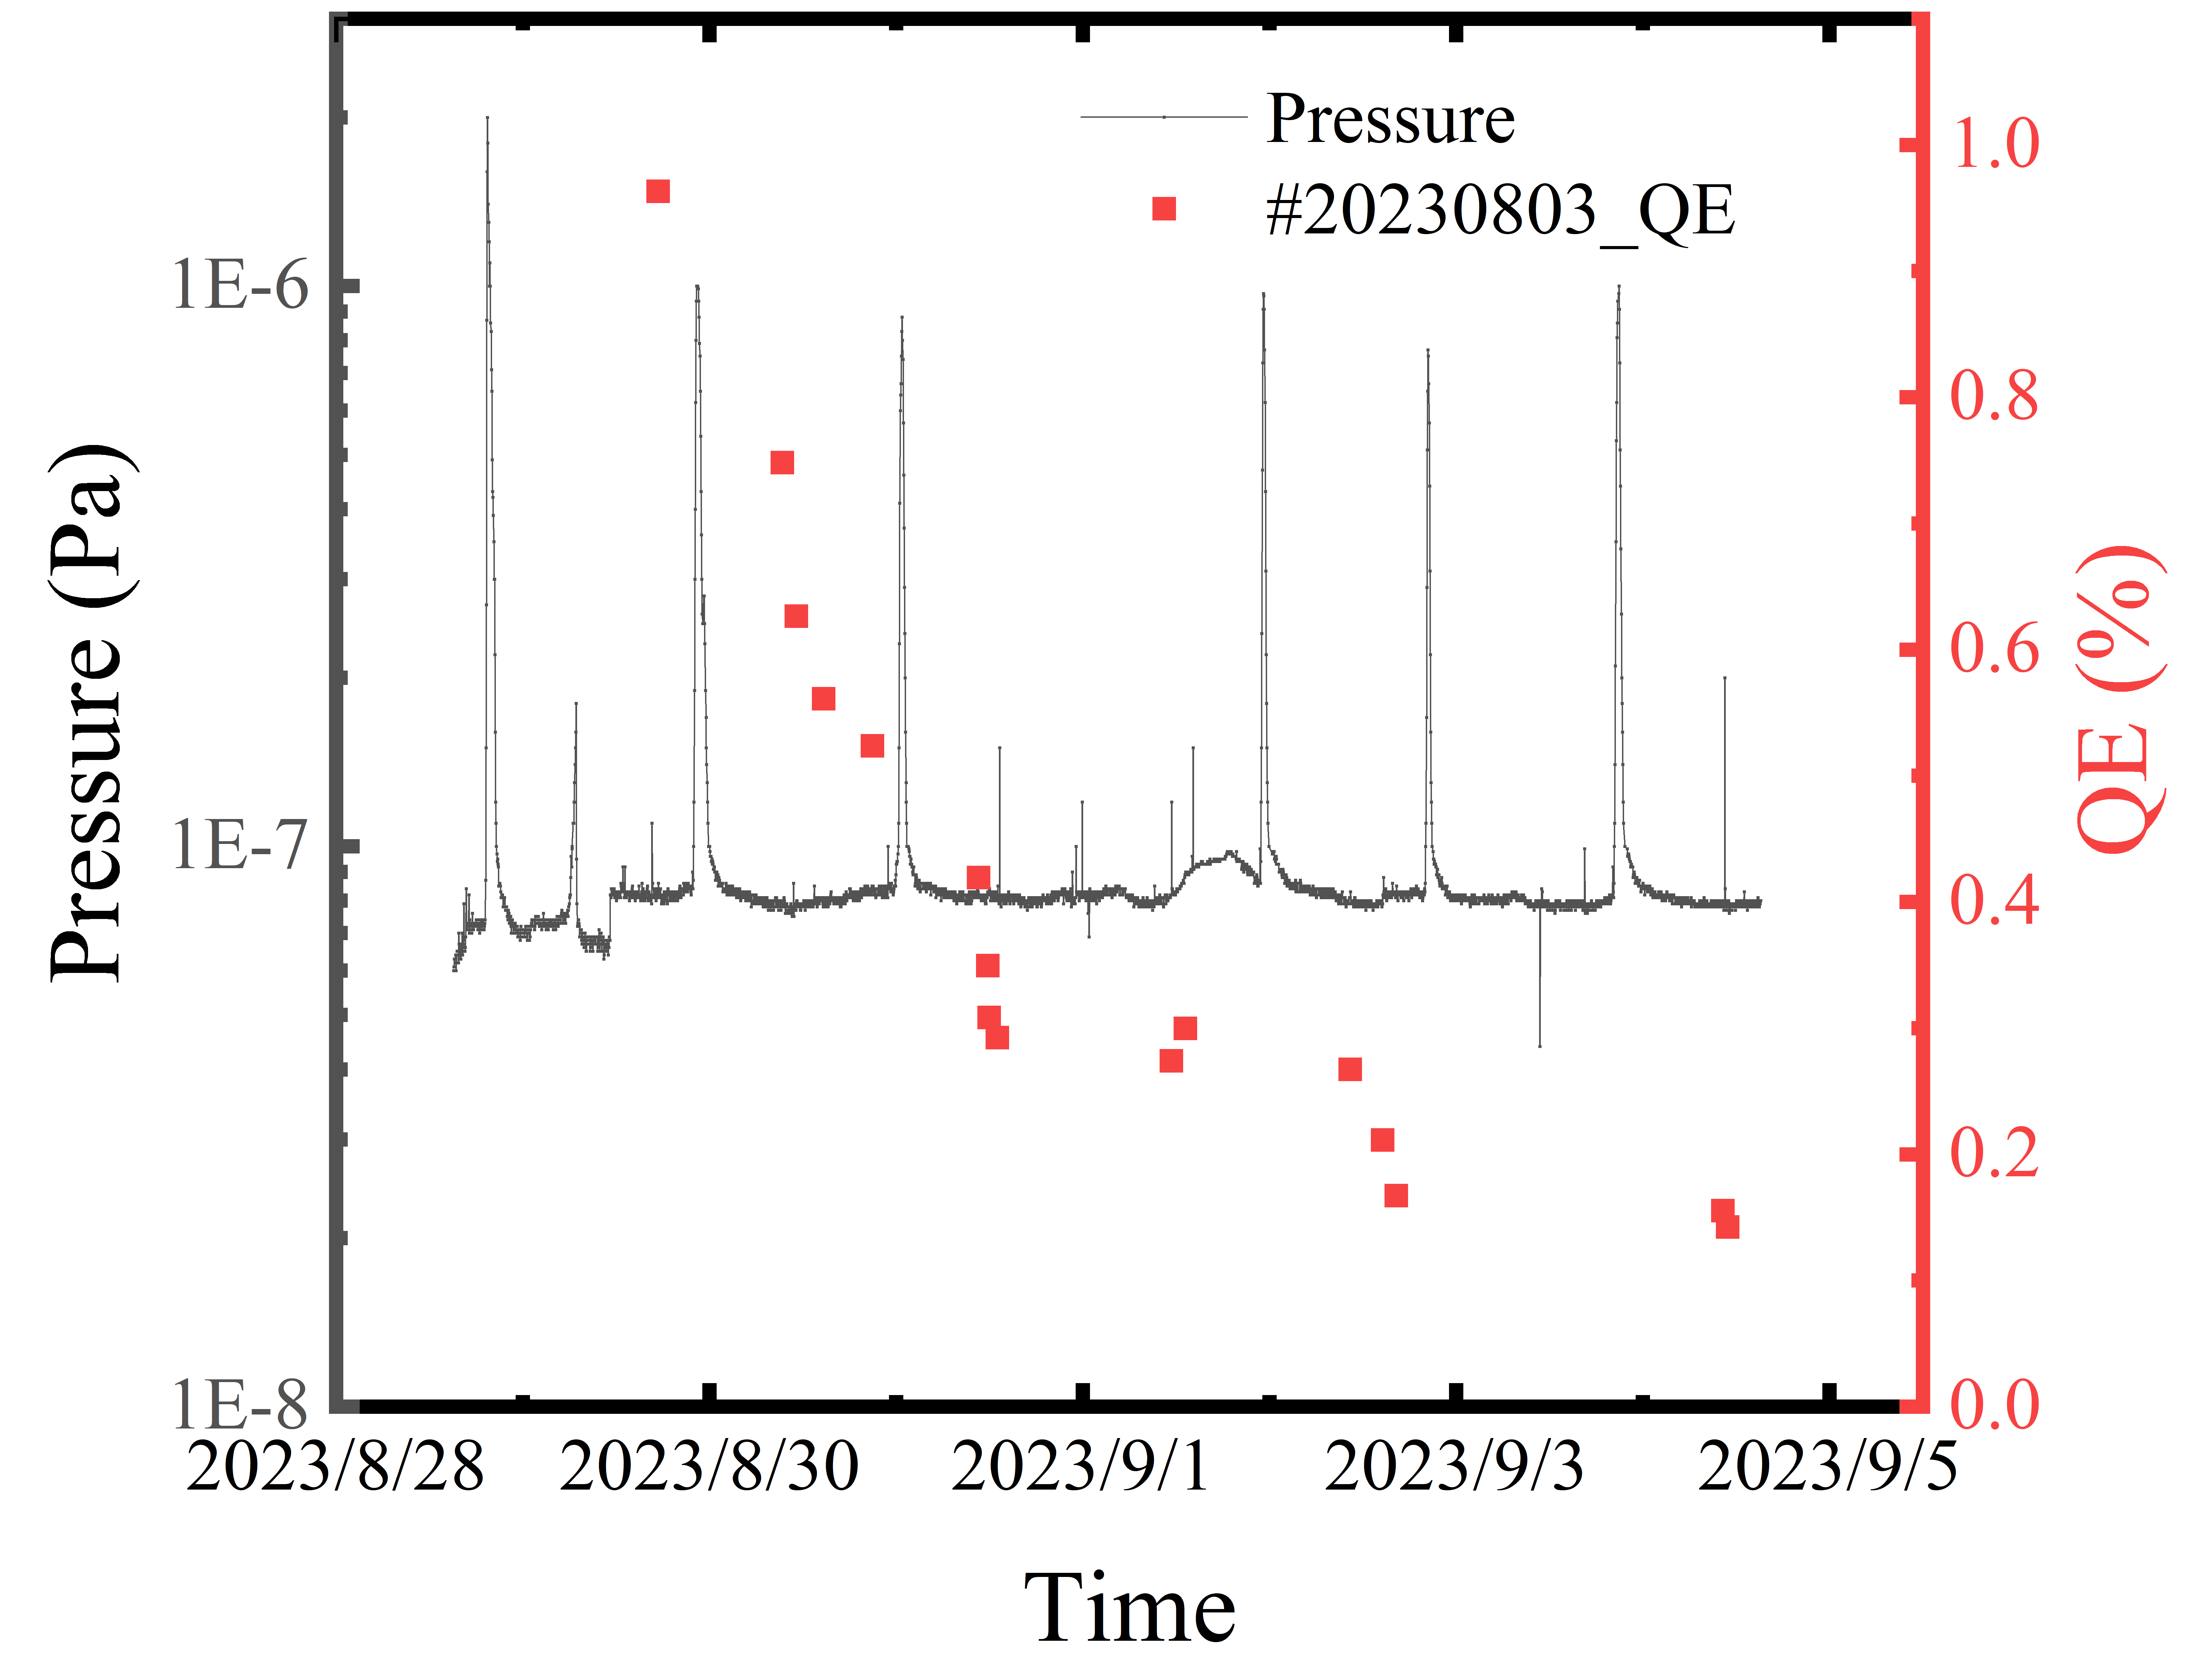 Pressure
#20230803_QE
1E-6
1E-7
1E-8
Pressure (Pa)
1.0
0.8
0.6
0.4
0.2
0.0
QE (%)
2023/8/28 2023/8/30 2023/9/1 2023/9/3 2023/9/5
Time